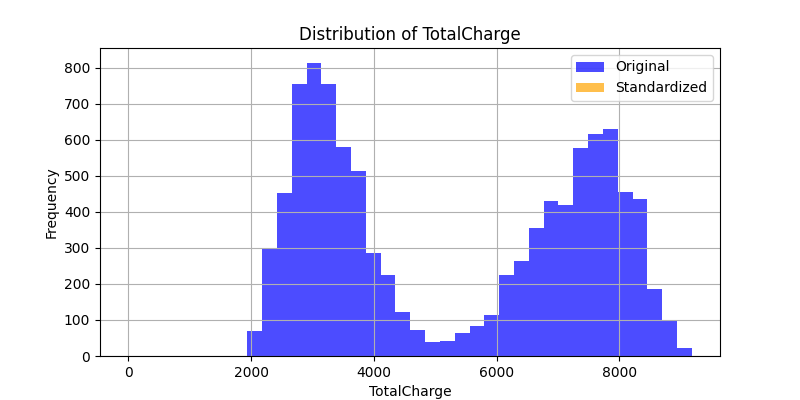 Distribution of TotalCharge
Original
Standardized
800
700
600
500
400
300
200
100
0
Frequency
0 2000 4000 6000 8000
TotalCharge